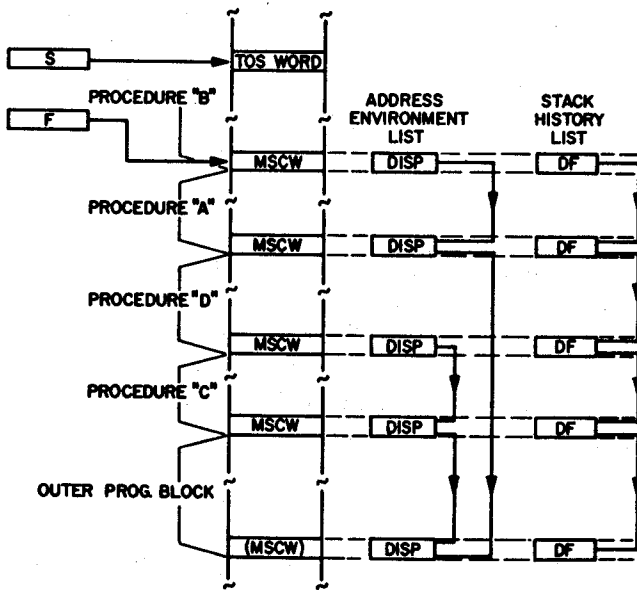 S
TOS WORD
PROCEDURE "B"
ADDRESS
ENVIRONMENT
LIST
STACK
HISTORY
LIST
F
MSCW
DISP
DF
PROCEDURE "A"
MSCW
DISP
DF
PROCEDURE "D"
MSCW
DISP
DF
PROCEDURE "C"
MSCW
DISP
DF
OUTER PROG. BLOCK
(MSCW)
DISP
DF